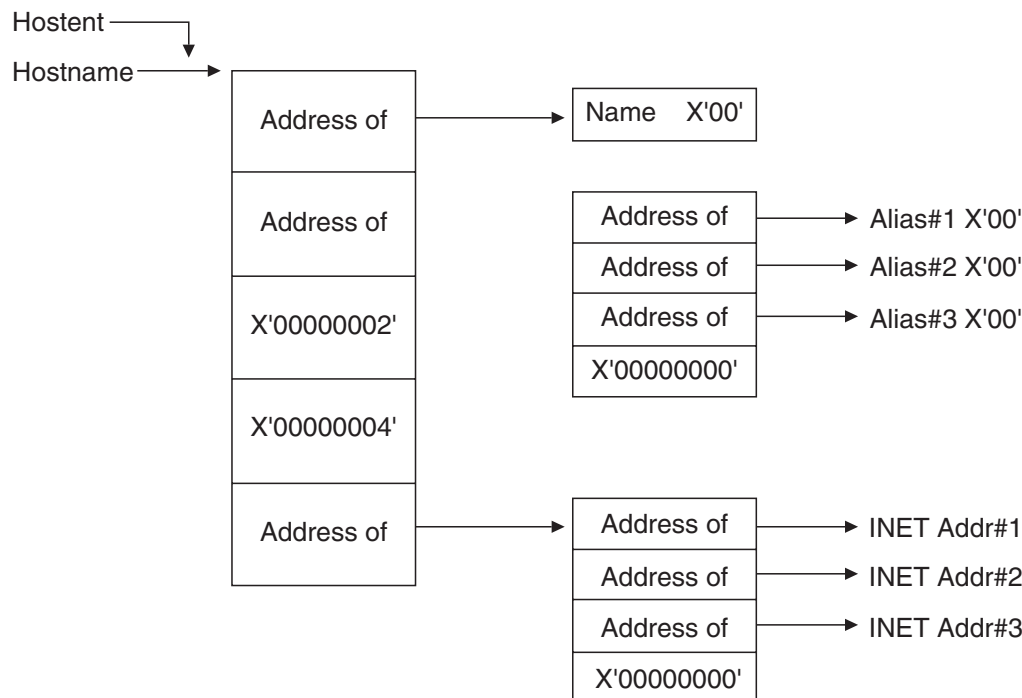 Hostent
Hostname
Address of
Name X'00'
Address of
Address of
Alias#1 X'00'
Address of
Alias#2 X'00'
X'00000002'
Address of
Alias#3 X'00'
X'00000000'
X'00000004'
Address of
Address of
INET Addr#1
Address of
INET Addr#2
Address of
INET Addr#3
X'00000000'